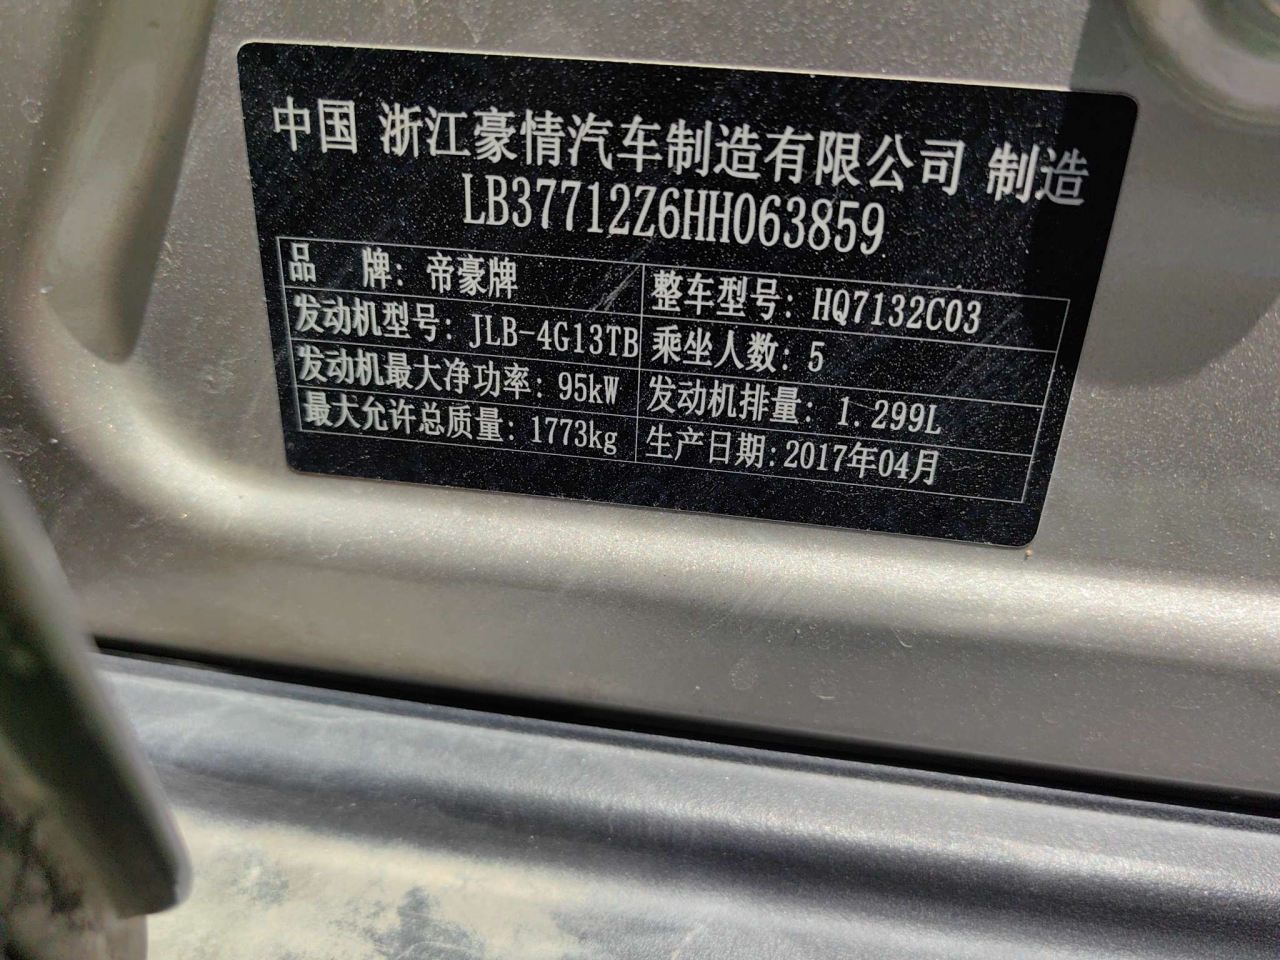 中国 浙江豪情汽车制造有限公司 制造
LB37712Z6HH063859
品 牌: 帝豪牌 整车型号: HQ7132C03
发动机型号: JLB-4G13TB 乘坐人数: 5
发动机最大净功率: 95kW 发动机排量: 1.299L
最大允许总质量: 1773kg 生产日期: 2017年04月